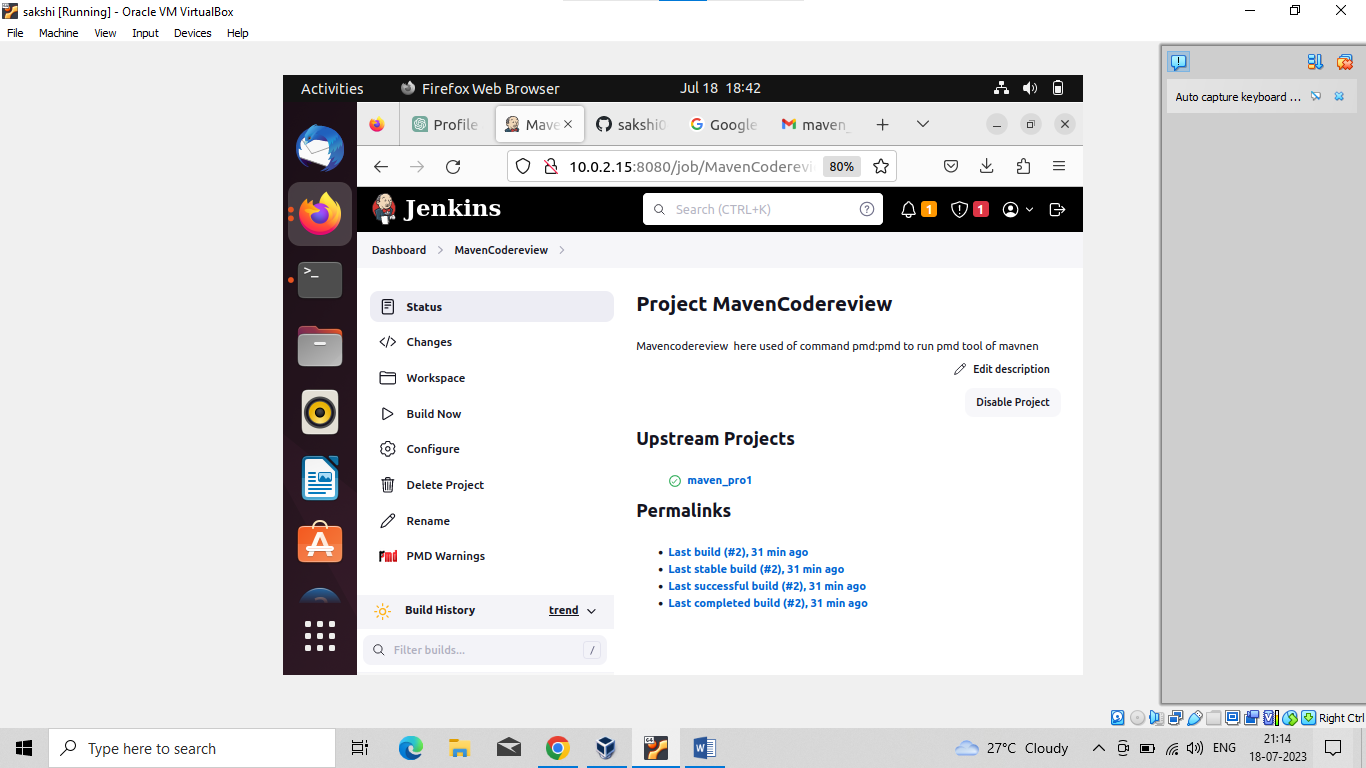 sakshi [Running] - Oracle VM VirtualBox
File Machine View Input Devices Help
Auto capture keyboard ...
Activities Firefox Web Browser Jul 18 18:42
Profile Mave sakshi0 Google maven_
10.0.2.15:8080/job/MavenCoderevi 80%
Jenkins Search (CTRL+K) 1 1
Dashboard MavenCodereview
Status
Changes
Workspace
Build Now
Configure
Delete Project
Rename
PMD Warnings
Build History trend
Filter builds... /
Project MavenCodereview
Mavencodereview here used of command pmd:pmd to run pmd tool of mavnen
Edit description
Disable Project
Upstream Projects
maven_pro1
Permalinks
Last build (#2), 31 min ago
Last stable build (#2), 31 min ago
Last successful build (#2), 31 min ago
Last completed build (#2), 31 min ago
Right Ctrl
Type here to search
27°C Cloudy
ENG
21:14
18-07-2023